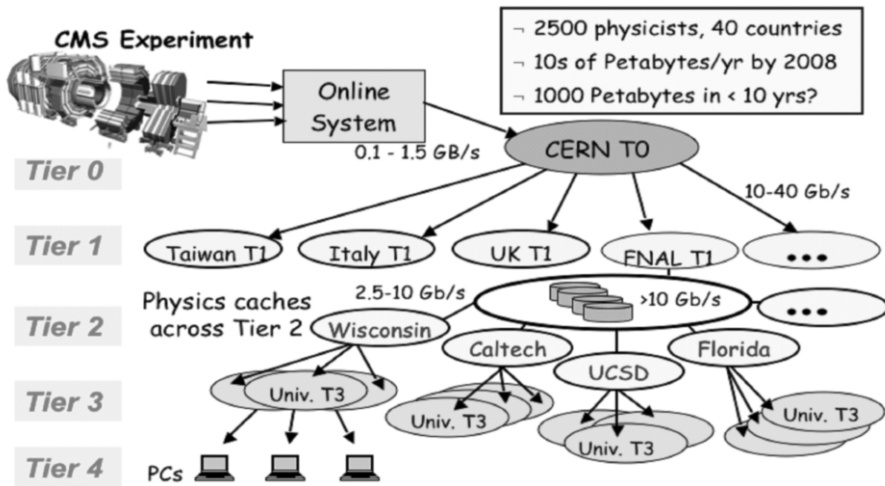 CMS Experiment
¬ 2500 physicists, 40 countries
¬ 10s of Petabytes/yr by 2008
¬ 1000 Petabytes in < 10 yrs?
Online
System
0.1 - 1.5 GB/s
CERN T0
Tier 0
10-40 Gb/s
Tier 1
Taiwan T1
Italy T1
UK T1
FNAL T1
•••
Physics caches
across Tier 2
2.5-10 Gb/s
>10 Gb/s
•••
Tier 2
Wisconsin
Caltech
UCSD
Florida
Tier 3
Univ. T3
Univ. T3
Univ. T3
Univ. T3
Tier 4
PCs